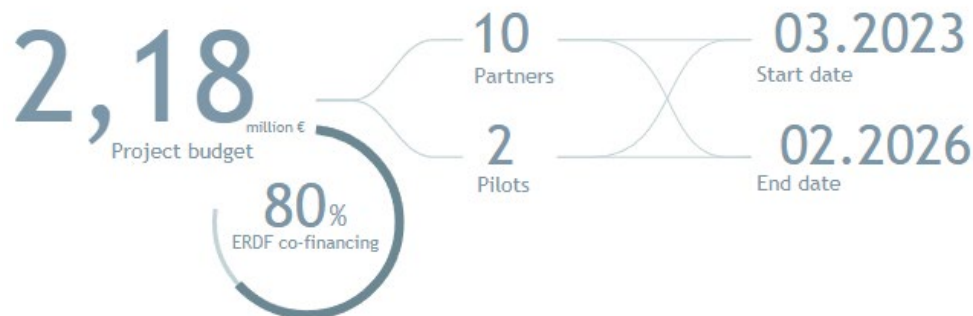 2,18
million €
Project budget
80%
ERDF co-financing
10
Partners
2
Pilots
03.2023
Start date
02.2026
End date